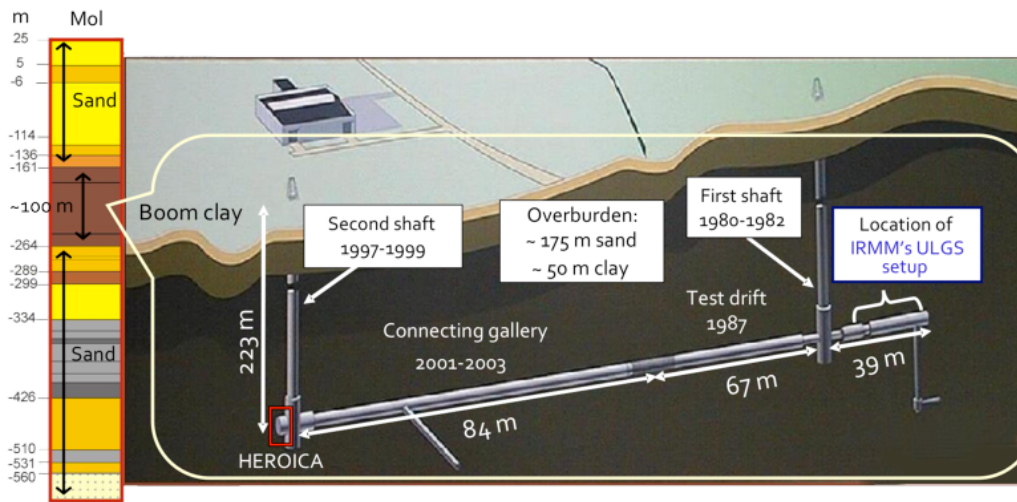 m
Mol
25
5
-6
Sand
-114
-136
-161
~100 m
-264
-289
-299
-334
Sand
-426
-510
-531
-560
Boom clay
Second shaft
1997-1999
Overburden:
~ 175 m sand
~ 50 m clay
First shaft
1980-1982
Location of
IRMM's ULGS
setup
223 m
Connecting gallery
2001-2003
Test drift
1987
84 m
67 m
39 m
HEROICA